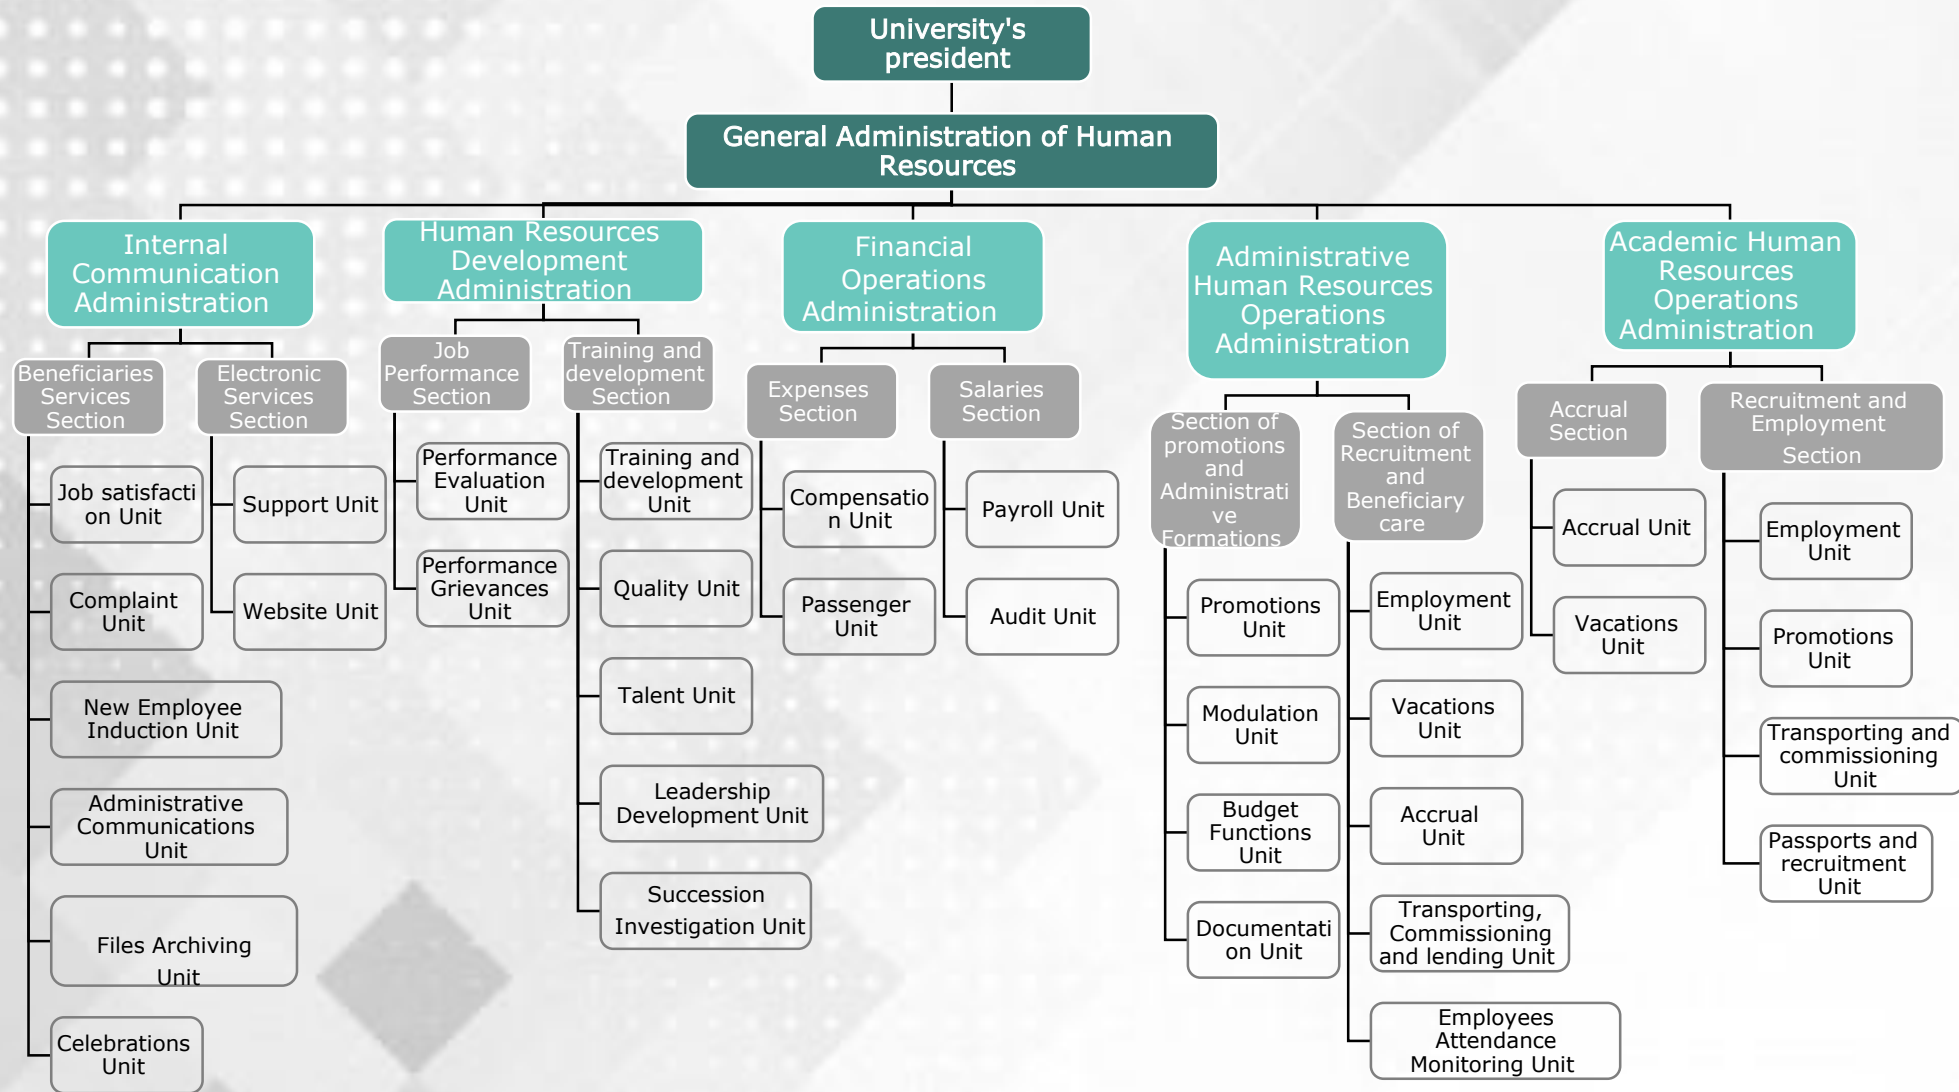 University's
president
General Administration of Human
Resources
Internal
Communication
Administration
Human Resources
Development
Administration
Financial
Operations
Administration
Administrative
Human Resources
Operations
Administration
Academic Human
Resources
Operations
Administration
Beneficiaries
Services
Section
Electronic
Services
Section
Job
Performance
Section
Training and
development
Section
Expenses
Section
Salaries
Section
Section of
promotions
and
Administrati
ve
Formations
Section of
Recruitment
and
Beneficiary
care
Accrual
Section
Recruitment and
Employment
Section
Job satisfacti
on Unit
Complaint
Unit
New Employee
Induction Unit
Administrative
Communications
Unit
Files Archiving
Unit
Celebrations
Unit
Support Unit
Website Unit
Performance
Evaluation
Unit
Performance
Grievances
Unit
Training and
development
Unit
Quality Unit
Talent Unit
Leadership
Development Unit
Succession
Investigation Unit
Compensatio
n Unit
Passenger
Unit
Payroll Unit
Audit Unit
Promotions
Unit
Modulation
Unit
Budget
Functions
Unit
Documentati
on Unit
Employment
Unit
Vacations
Unit
Accrual
Unit
Transporting,
Commissioning
and lending Unit
Employees
Attendance
Monitoring Unit
Accrual Unit
Vacations
Unit
Employment
Unit
Promotions
Unit
Transporting and
commissioning
Unit
Passports and
recruitment
Unit